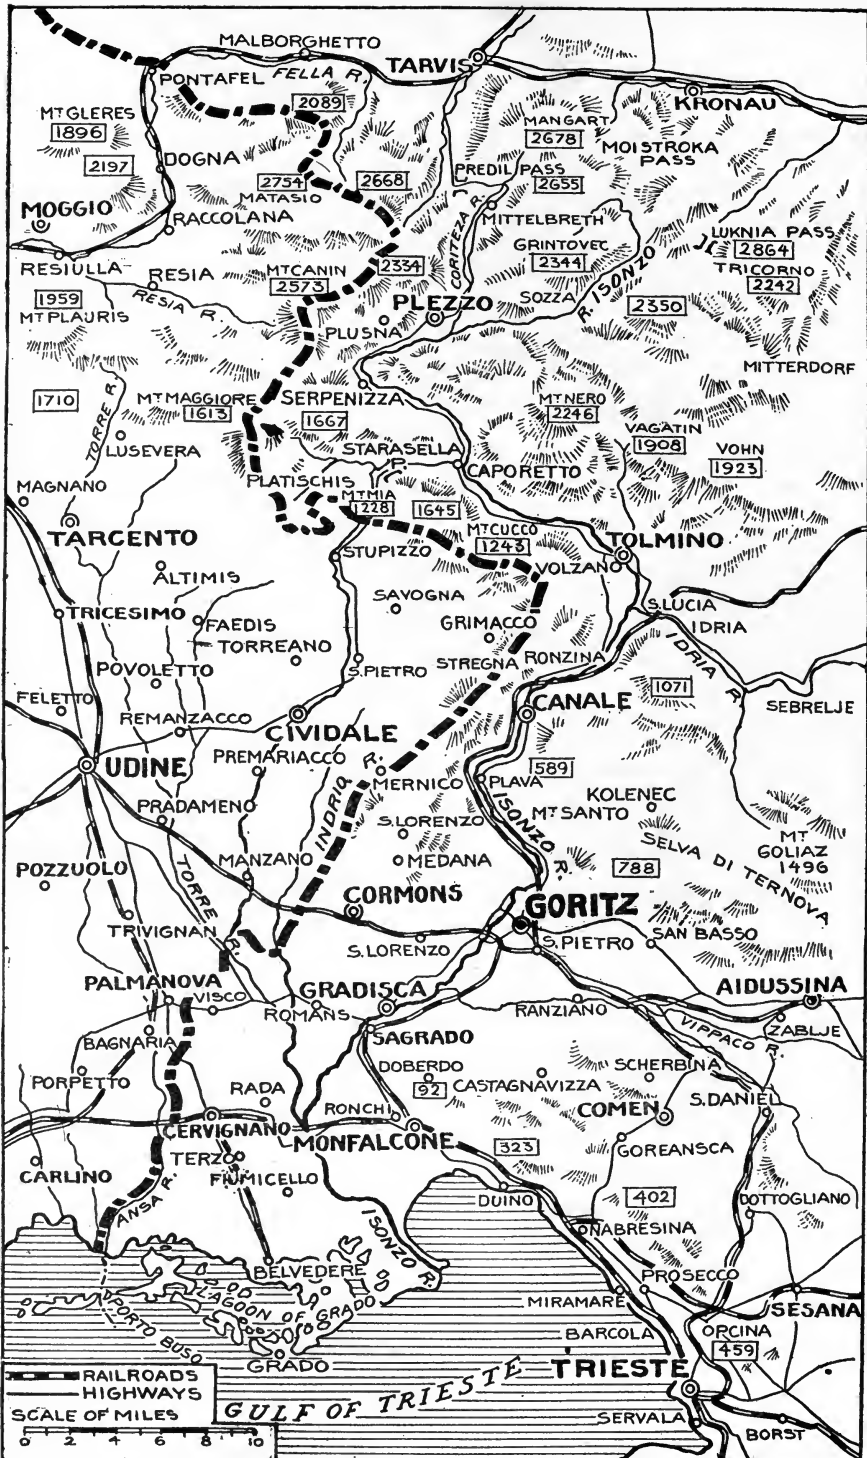 MALBORGHETTO
TARVIS
PONTAFEL
FELLA R.
KRONAU
2089
MT GLERES
1896
MANGART
2678
MOISTROKA
PASS
2197
DOGNA
PREDIL PASS
2655
2754
MATASIO
2668
MOGGIO
RACCOLANA
MITTELBRETH
CORITEZA R.
LUKNIA PASS
2864
TRICORNO
2242
GRINTOVEC
2344
RESIULLA
RESIA
RESIA R.
MT CANIN
2573
2334
R. ISONZO
SOZZA
1959
MT PLAURIS
PLUSNA
PLEZZO
2350
MITTERDORF
1710
TORRE R.
MT MAGGIORE
1613
SERPENIZZA
1667
MT NERO
2246
VAGATIN
1908
VOHN
1923
LUSEVERA
STARASELLA
P.
CAPORETTO
MAGNANO
PLATISCHIS
MT MIA
1228
1645
MT CUCCO
1243
TARCENTO
TOLMINO
STUPIZZO
VOLZANO
ALTIMIS
SAVOGNA
S. LUCIA
TRICESIMO
FAEDIS
GRIMACCO
IDRIA
TORREANO
IDRIA R.
POVOLETTO
S. PIETRO
STREGNA
RONZINA
1071
FELETTO
SEBRELJE
REMANZACCO
CIVIDALE
CANALE
UDINE
PREMARIACCO
INDRIO R.
MERNICO
589
PLAVA
ISONZO R.
KOLENEC
MT SANTO
PRADAMENO
S. LORENZO
MT
GOLIAZ
1496
SELVA DI TERNOVA
MEDANA
788
POZZUOLO
TORRE R.
MANZANO
CORMONS
GORITZ
TRIVIGNAN
S. LORENZO
S. PIETRO
SAN BASSO
PALMANOVA
VISCO
GRADISCA
ROMANS
RANZIANO
AIDUSSINA
BAGNARIA
SAGRADO
VIPPACO R.
ZABLJE
PORPETTO
DOBERDO
92
CASTAGNAVIZZA
SCHERBINA
RADA
RONCHI
COMEN
S. DANIEL
CERVIGNANO
MONFALCONE
323
GOREANSCA
CARLINO
TERZO
FIUMICELLO
ANSA R.
DUINO
402
DOTTOGLIANO
ISONZO R.
NABRESINA
BELVEDERE
LAGOON OF GRADO
PORTO BUSO
PROSECCO
MIRAMARE
SESANA
BARCOLA
OPCINA
459
GRADO
TRIESTE
RAILROADS
HIGHWAYS
GULF OF TRIESTE
SCALE OF MILES
0 2 4 6 8 10
SERVALA
BORST